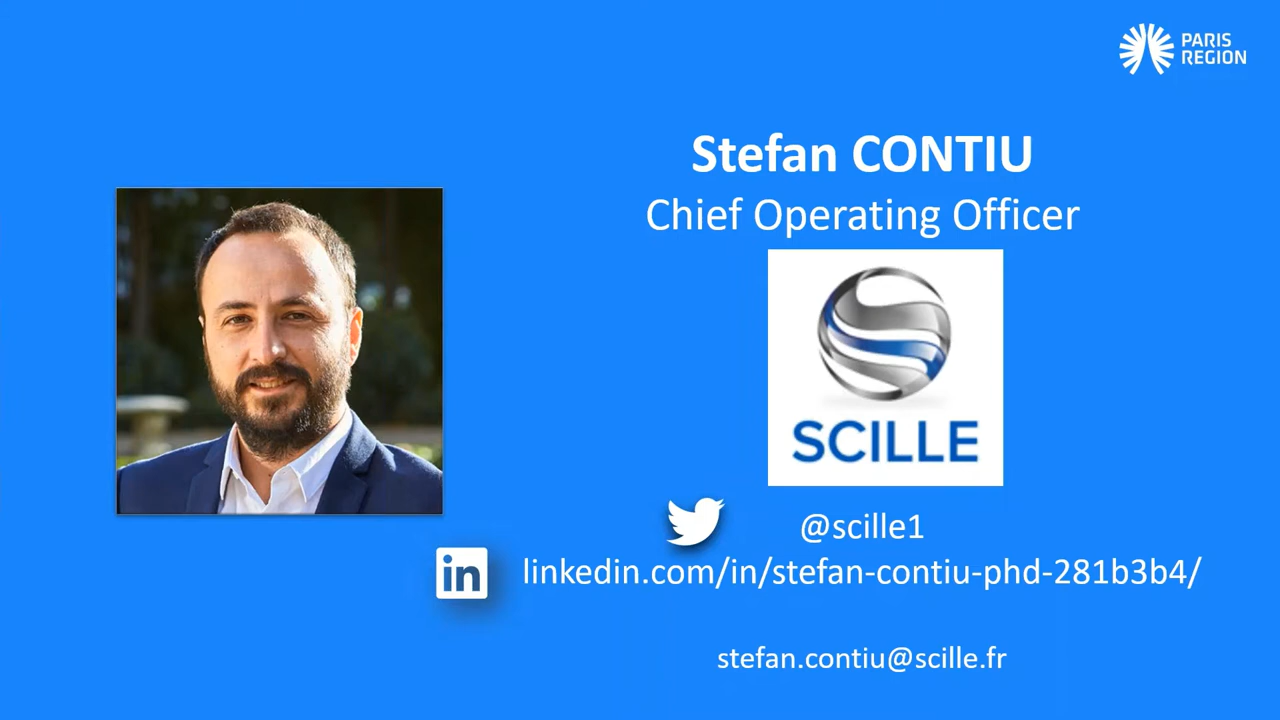 PARIS
REGION
Stefan CONTIU
Chief Operating Officer
SCILLE
@scille1
in
linkedin.com/in/stefan-contiu-phd-281b3b4/
stefan.contiu@scille.fr